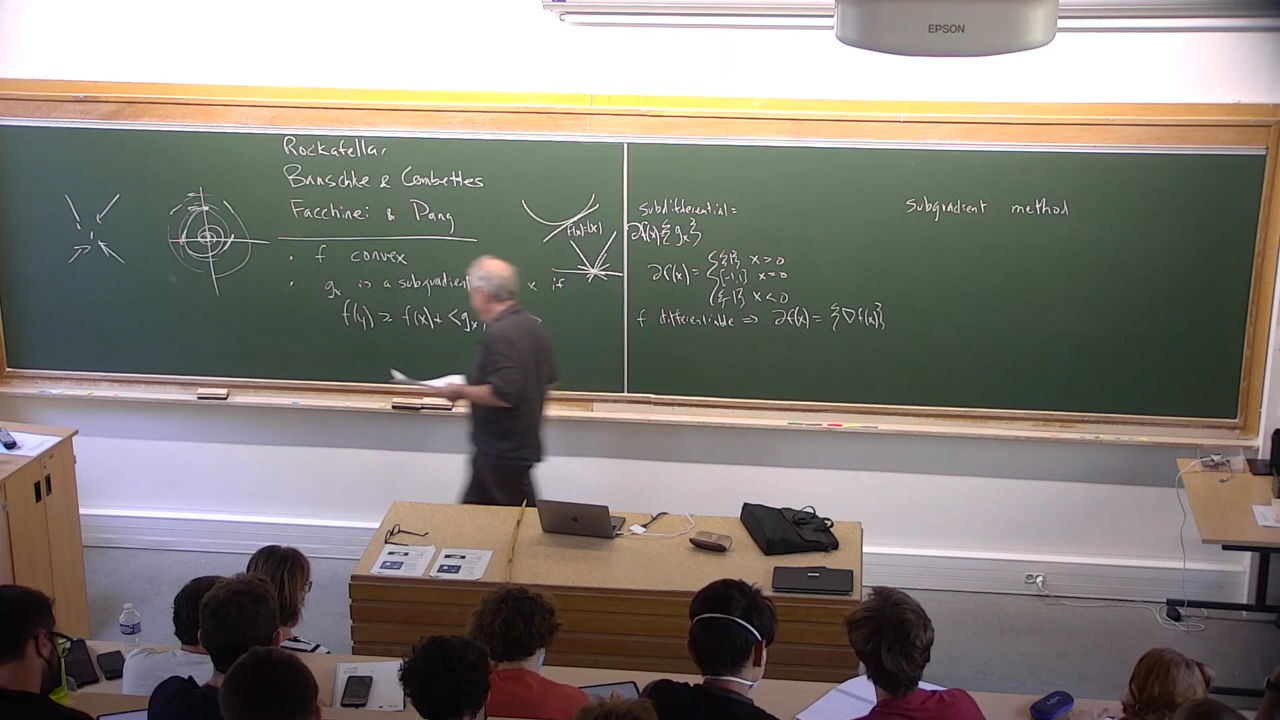 EPSON
Rockafellar
Bauschke & Combettes
Facchinei & Pang
• f convex
• gₓ is a subgradient x if
f(y) ≥ f(x) + <gₓ,
f(x)=|x|
Subdifferential =
∂f(x) { gₓ }
∂f(x) = { {1} x > 0
[-1,1] x = 0
{-1} x < 0
f differentiable ⇒ ∂f(x) = {∇f(x)}
Subgradient method